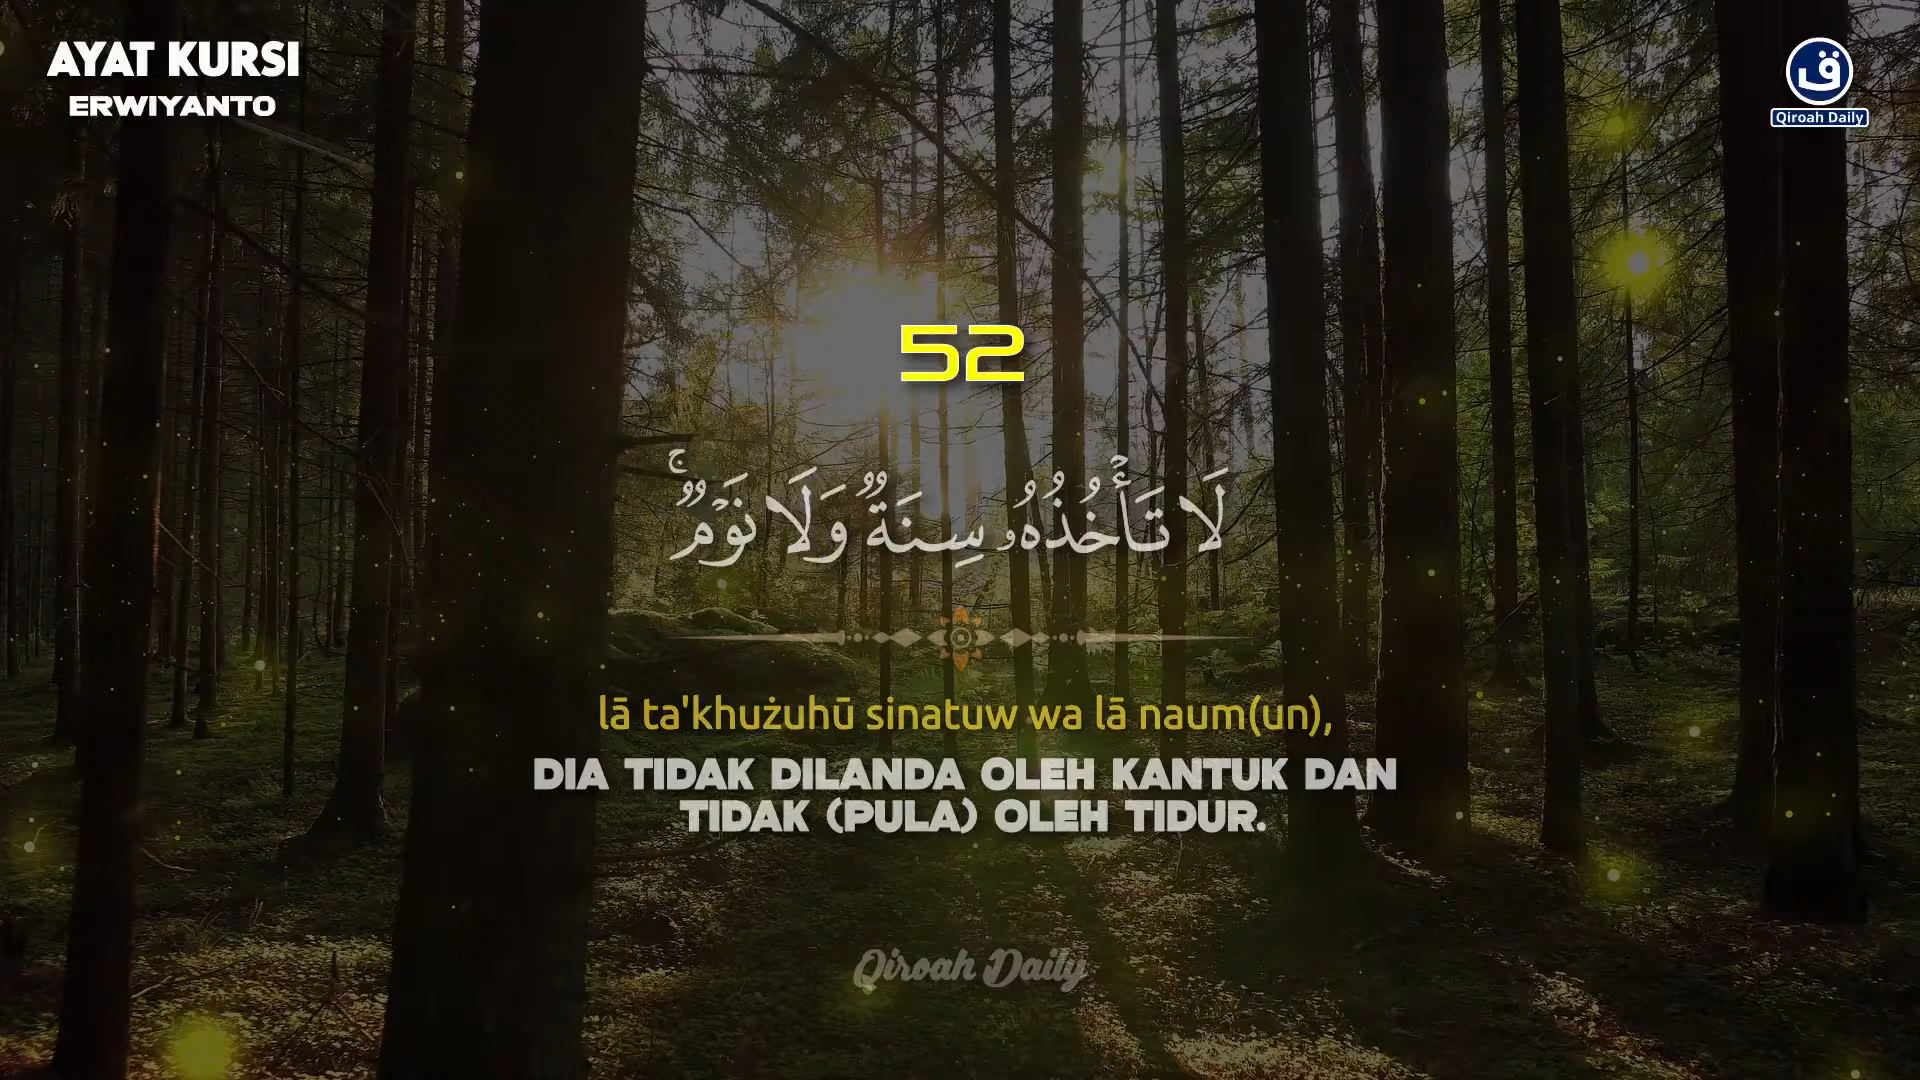 AYAT KURSI
ERWIYANTO
ق
Qiroah Daily
52
لَا تَأْخُذُهُۥ سِنَةٌ وَلَا نَوْمٌ ۚ
lā ta'khużuhū sinatuw wa lā naum(un),
DIA TIDAK DILANDA OLEH KANTUK DAN
TIDAK (PULA) OLEH TIDUR.
Qiroah Daily